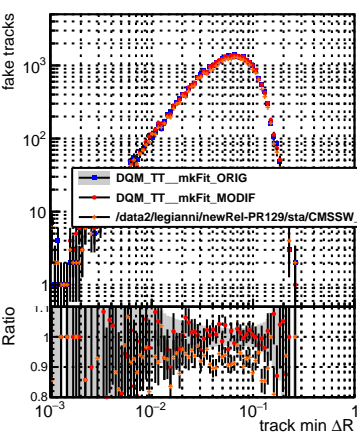 fake tracks
10³
10²
10
1
DQM_TT__mkFit_ORIG
DQM_TT__mkFit_MODIF
/data2/legianni/newRel-PR129/sta/CMSSW_
Ratio
1.1
1
0.9
0.8
10⁻³
10⁻²
10⁻¹
1
track min ΔR